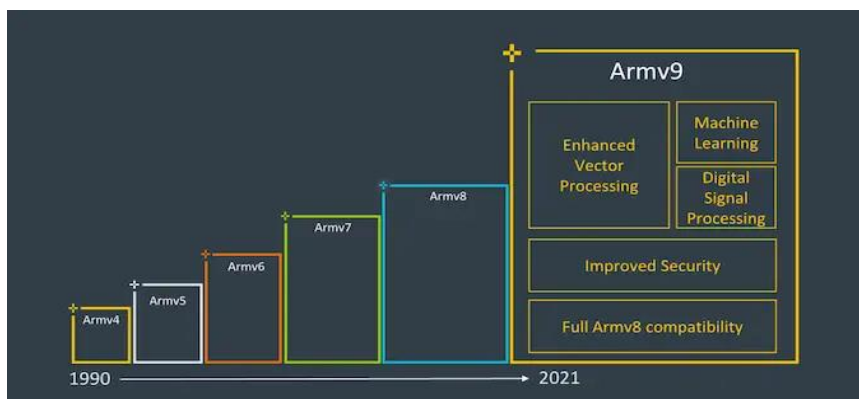 Armv9
Enhanced
Vector
Processing
Machine
Learning
Digital
Signal
Processing
Improved Security
Full Armv8 compatibility
Armv8
Armv7
Armv6
Armv5
Armv4
1990
2021